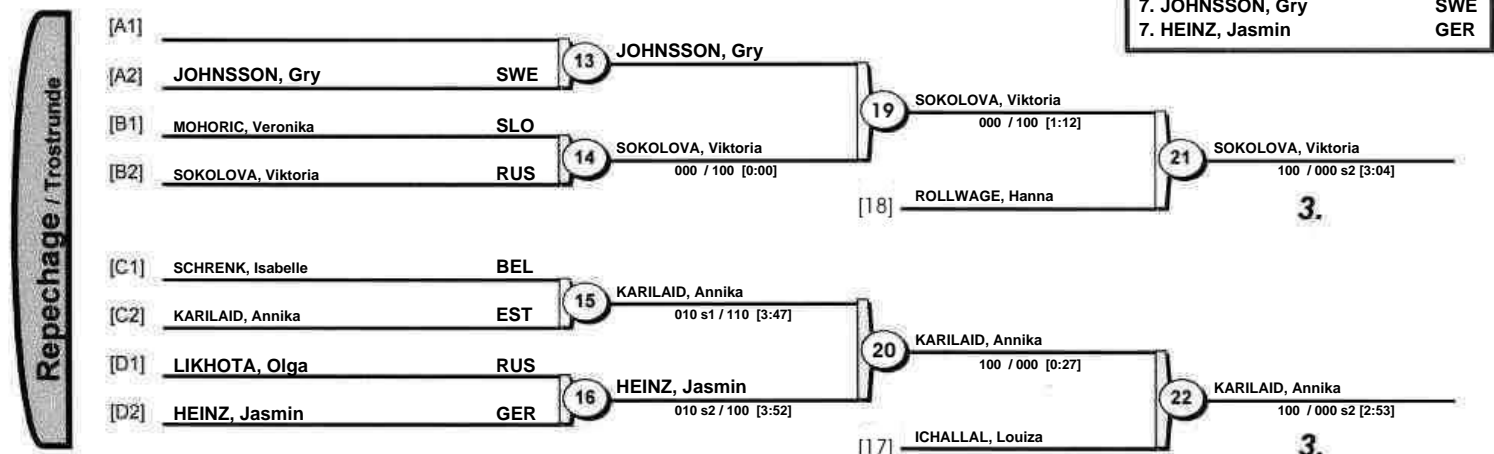 7. JOHNSSON, Gry SWE
7. HEINZ, Jasmin GER
Repechage / Trostrunde
[A1]
[A2] JOHNSSON, Gry SWE
13 JOHNSSON, Gry
[B1] MOHORIC, Veronika SLO
[B2] SOKOLOVA, Viktoria RUS
14 SOKOLOVA, Viktoria
000 / 100 [0:00]
19 SOKOLOVA, Viktoria
000 / 100 [1:12]
[18] ROLLWAGE, Hanna
21 SOKOLOVA, Viktoria
100 / 000 s2 [3:04]
3.
[C1] SCHRENK, Isabelle BEL
[C2] KARILAID, Annika EST
15 KARILAID, Annika
010 s1 / 110 [3:47]
[D1] LIKHOTA, Olga RUS
[D2] HEINZ, Jasmin GER
16 HEINZ, Jasmin
010 s2 / 100 [3:52]
20 KARILAID, Annika
100 / 000 [0:27]
[17] ICHALLAL, Louiza
22 KARILAID, Annika
100 / 000 s2 [2:53]
3.